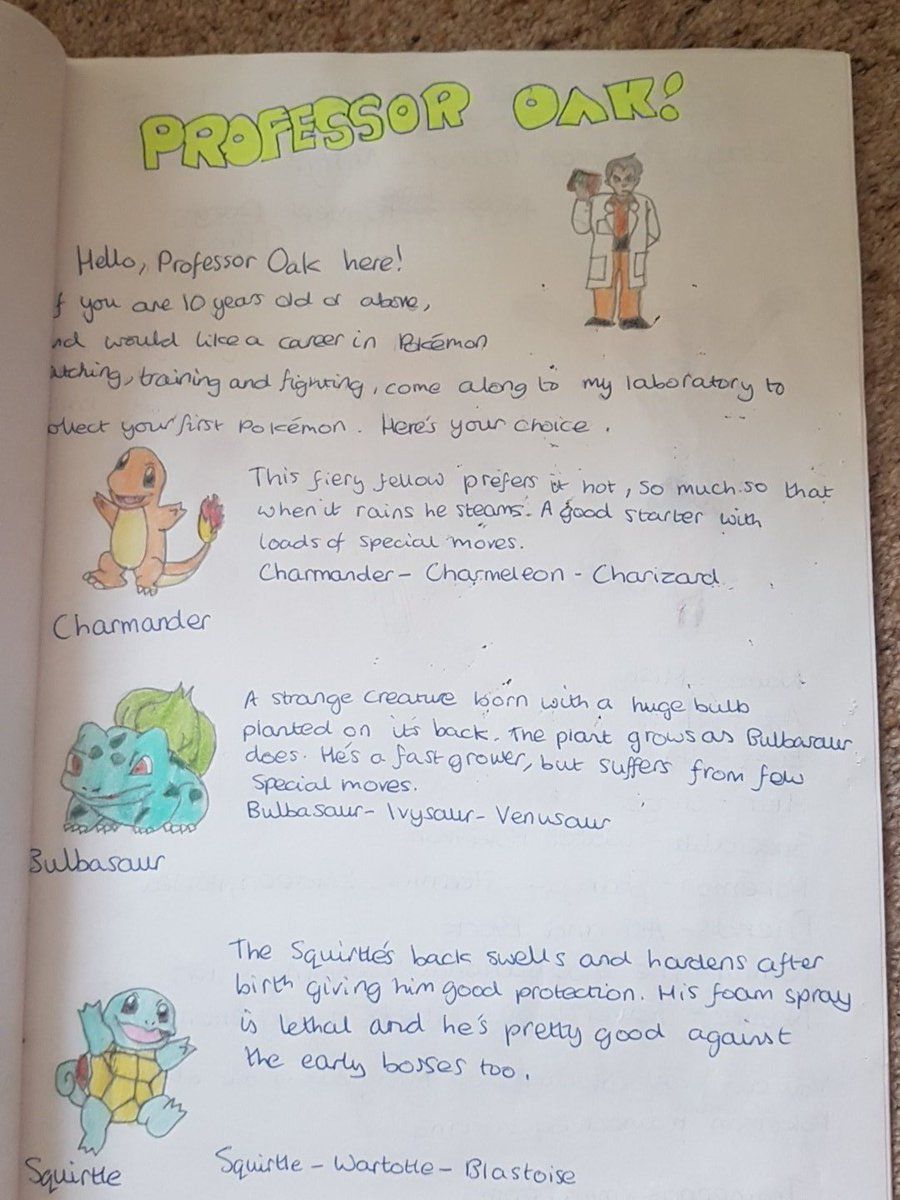 PROFESSOR OAK!
Hello, Professor Oak here!
f you are 10 years old or above,
nd would like a career in Pokémon
atching, training and fighting, come along to my laboratory to
ollect your first Pokémon. Here's your choice.
This fiery fellow prefers it hot, so much so that
when it rains he steams. A good starter with
loads of special moves.
Charmander - Charmeleon - Charizard
Charmander
A strange creature born with a huge bulb
planted on it's back. The plant grows as Bulbasaur
does. He's a fast grower, but suffers from few
special moves.
Bulbasaur - Ivysaur - Venusaur
Bulbasaur
The Squirtle's back swells and hardens after
birth giving him good protection. His foam spray
is lethal and he's pretty good against
the early bosses too.
Squirtle - Wartotle - Blastoise
Squirtle